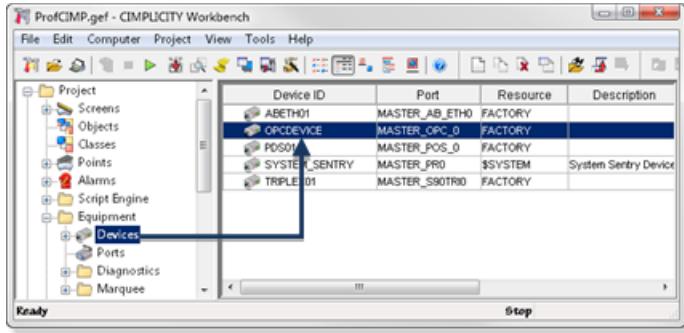 ProfCIMP.gef - CIMPLICITY Workbench
File Edit Computer Project View Tools Help
Project
Screens
Objects
Classes
Points
Alarms
Script Engine
Equipment
Devices
Ports
Diagnostics
Marquee
Device ID Port Resource Description
ABETH01 MASTER_AB_ETH0 FACTORY
OPCDEVICE MASTER_OPC_0 FACTORY
MASTER_POS_0 FACTORY
SYSTEM_SENTRY MASTER_PR0 $SYSTEM System Sentry Device
MASTER_S90TRI0 FACTORY
Ready Stop